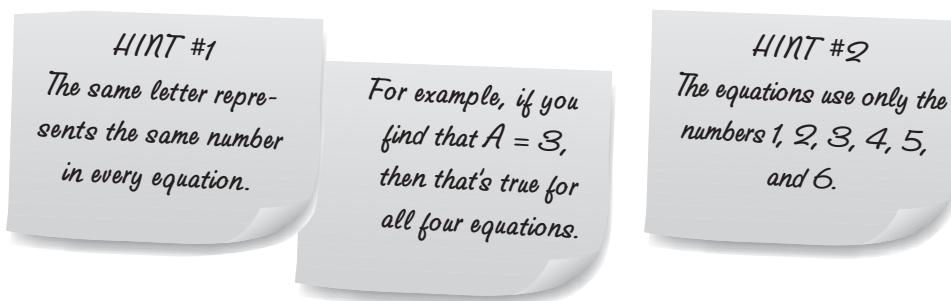 HINT #1
The same letter repre-
sents the same number
in every equation.
For example, if you
find that A = 3,
then that's true for
all four equations.
HINT #2
The equations use only the
numbers 1, 2, 3, 4, 5,
and 6.